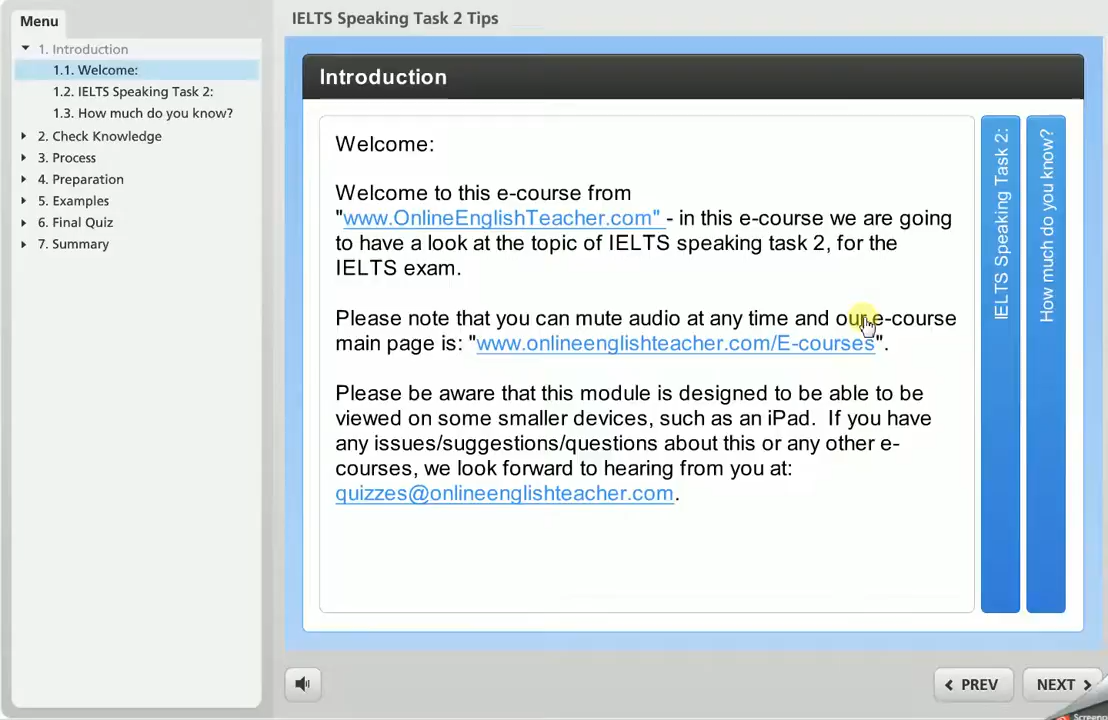 Menu
1. Introduction
1.1. Welcome:
1.2. IELTS Speaking Task 2:
1.3. How much do you know?
2. Check Knowledge
3. Process
4. Preparation
5. Examples
6. Final Quiz
7. Summary
IELTS Speaking Task 2 Tips
Introduction
Welcome:
Welcome to this e-course from
"www.OnlineEnglishTeacher.com" - in this e-course we are going
to have a look at the topic of IELTS speaking task 2, for the
IELTS exam.
Please note that you can mute audio at any time and our e-course
main page is: "www.onlineenglishteacher.com/E-courses".
Please be aware that this module is designed to be able to be
viewed on some smaller devices, such as an iPad. If you have
any issues/suggestions/questions about this or any other e-
courses, we look forward to hearing from you at:
quizzes@onlineenglishteacher.com.
IELTS Speaking Task 2:
How much do you know?
PREV
NEXT